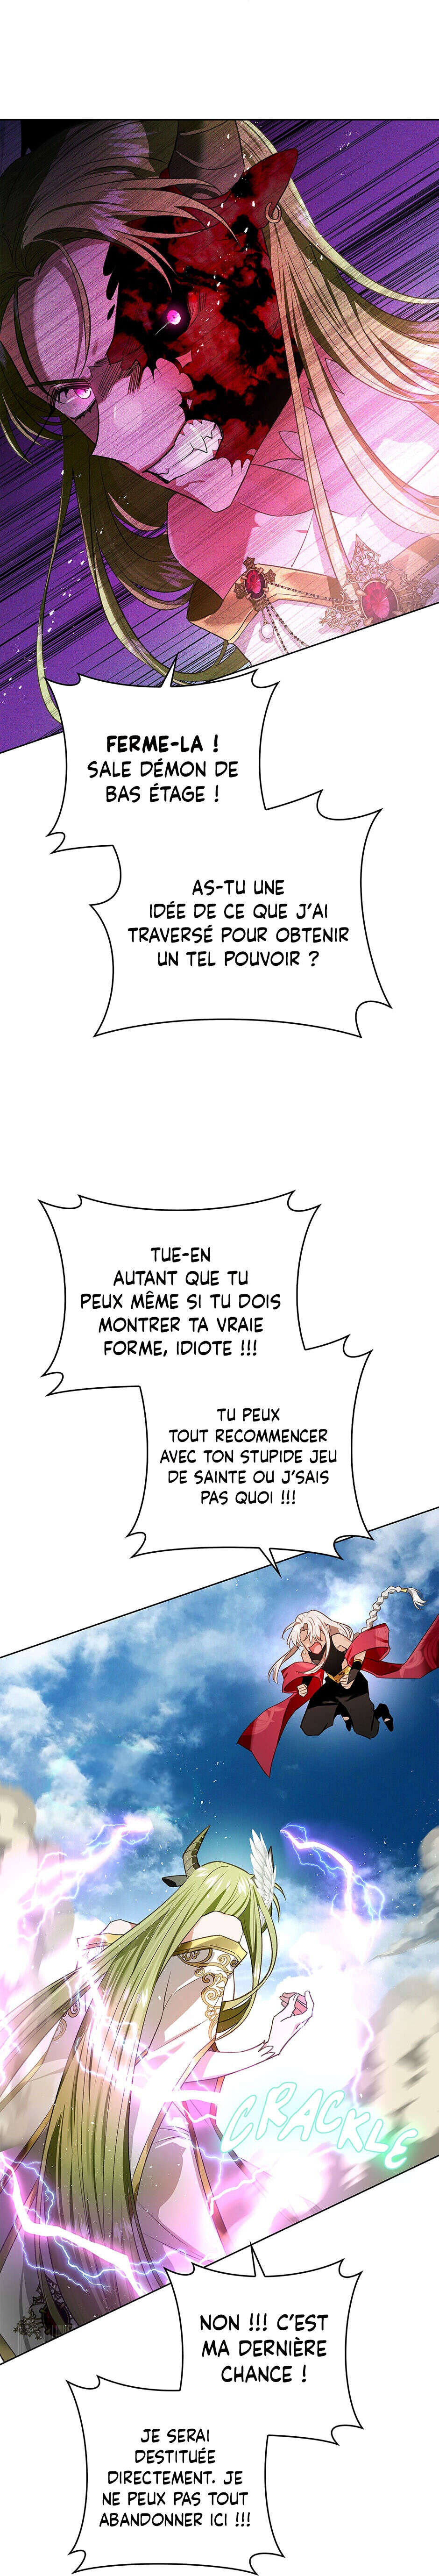 FERME-LA !
SALE DÉMON DE
BAS ÉTAGE !
AS-TU UNE
IDÉE DE CE QUE J'AI
TRAVERSÉ POUR OBTENIR
UN TEL POUVOIR ?
TUE-EN
AUTANT QUE TU
PEUX MÊME SI TU DOIS
MONTRER TA VRAIE
FORME, IDIOTE !!!
TU PEUX
TOUT RECOMMENCER
AVEC TON STUPIDE JEU
DE SAINTE OU J'SAIS
PAS QUOI !!!
CRACKLE
NON !!! C'EST
MA DERNIÈRE
CHANCE !
JE SERAI
DESTITUÉE
DIRECTEMENT. JE
NE PEUX PAS TOUT
ABANDONNER ICI !!!